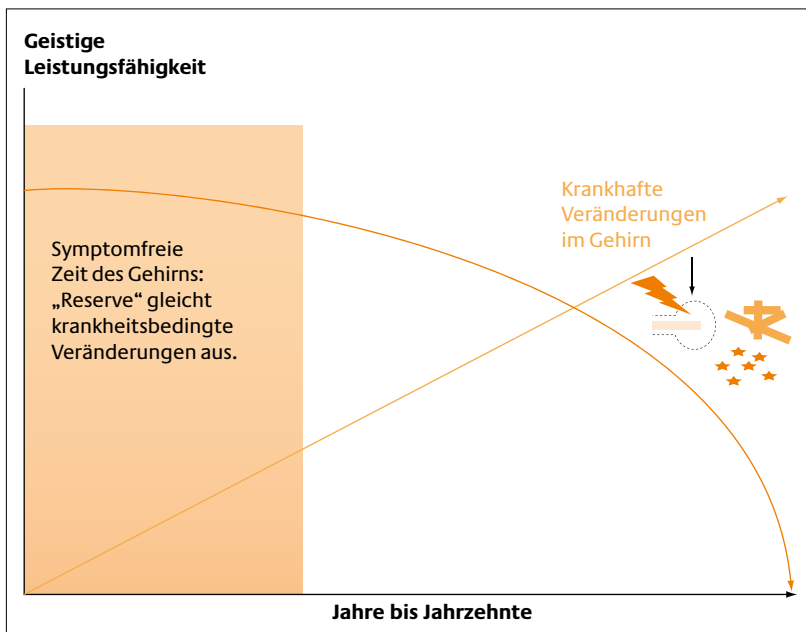 Geistige
Leistungsfähigkeit
Krankhafte
Veränderungen
im Gehirn
Symptomfreie
Zeit des Gehirns:
„Reserve“ gleicht
krankheitsbedingte
Veränderungen aus.
Jahre bis Jahrzehnte